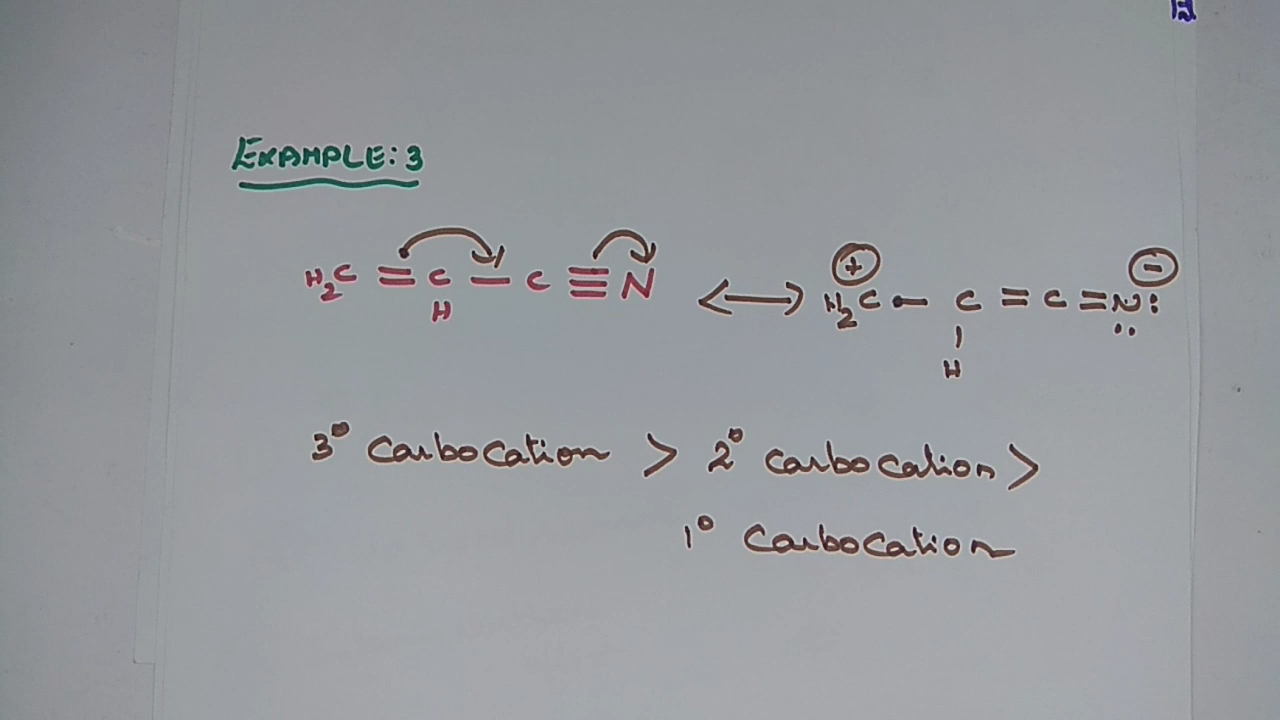 EXAMPLE: 3
H₂C = C - C ≡ N ⟷ H₂C - C = C = N:
⊕ ⊖
H
H
3° Carbocation > 2° carbocation >
1° Carbocation